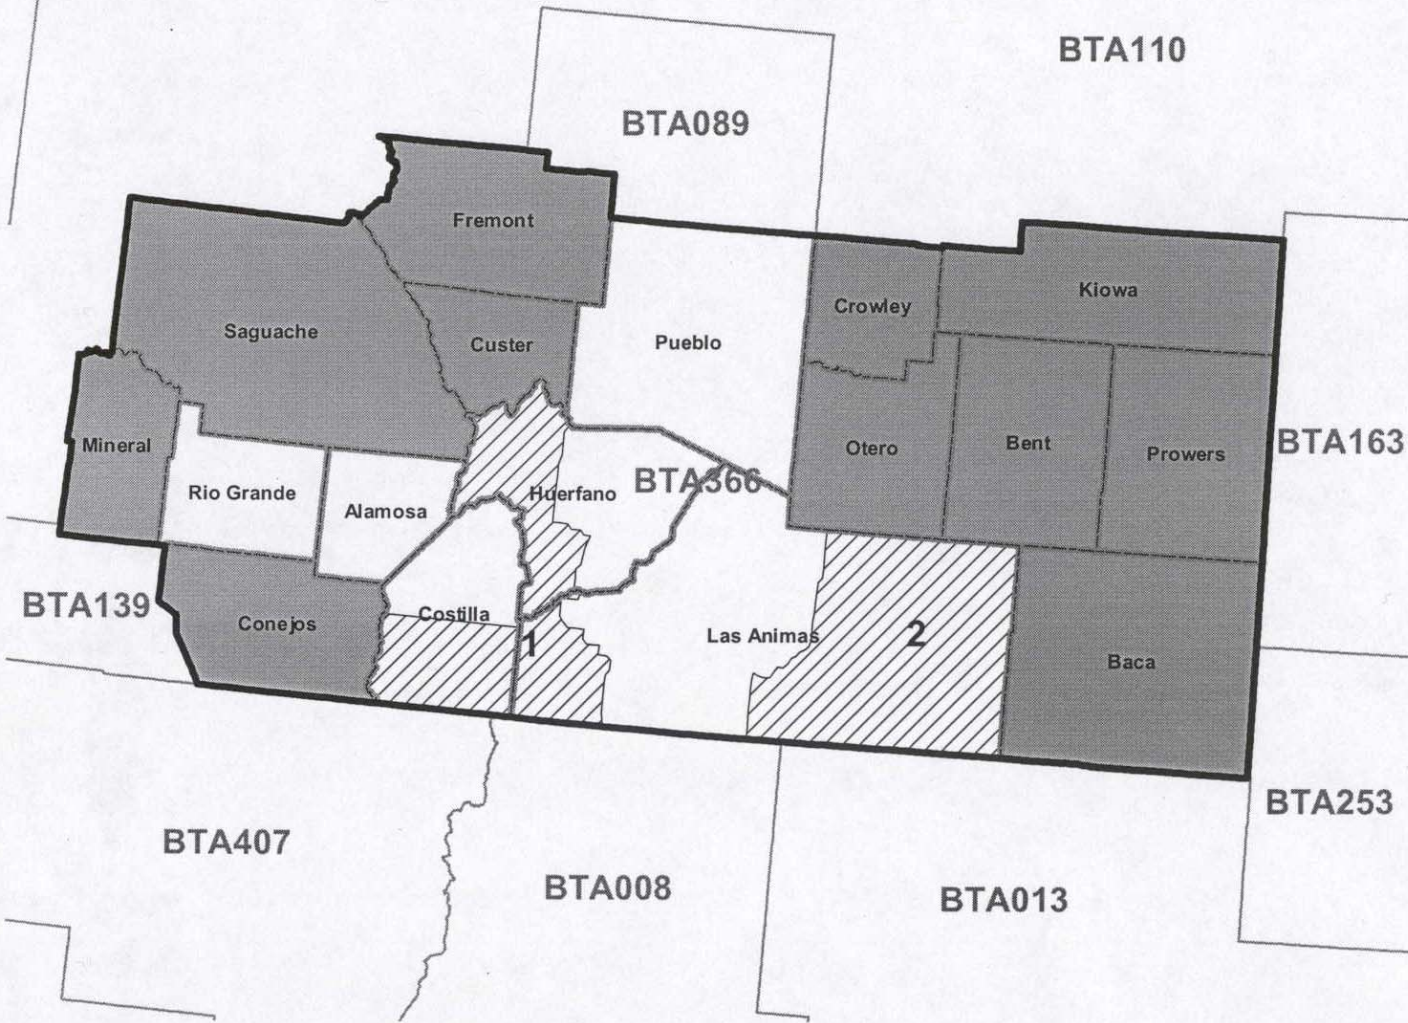 BTA110
BTA089
Fremont
Kiowa
Crowley
Saguache
Custer
Pueblo
Mineral
BTA163
Bent
Otero
Prowers
BTA366
Rio Grande
Huerfano
Alamosa
BTA139
Costilla
Conejos
1
Las Animas
2
Baca
BTA253
BTA407
BTA008
BTA013